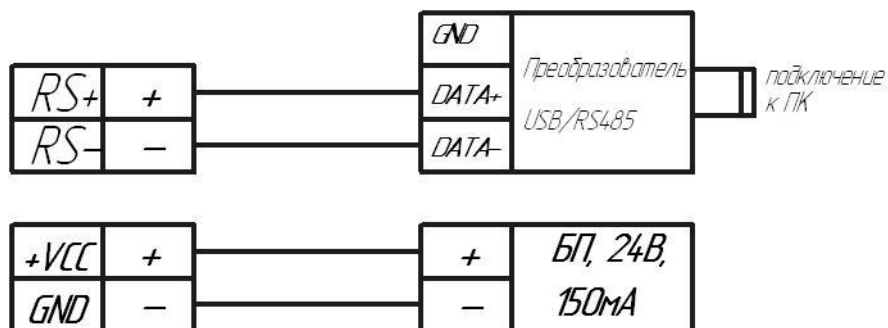 GND
RS+ + DATA+ Преобразователь подключение
RS- - DATA- USB/RS485 к ПК
+VCC + + БП, 24В,
GND - - 150мА